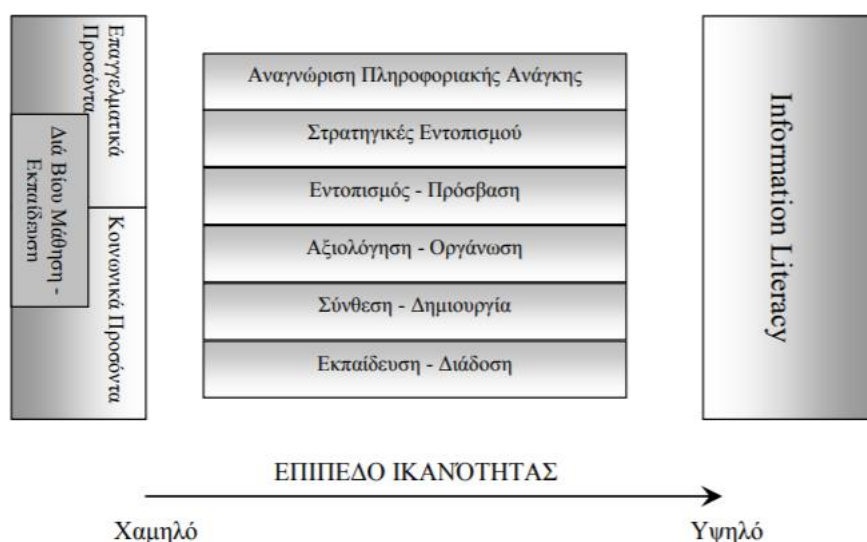 Επαγγελματικά
Προσόντα
Διά Βίου Μάθηση -
Εκπαίδευση
Κοινωνικά Προσόντα
Αναγνώριση Πληροφοριακής Ανάγκης
Στρατηγικές Εντοπισμού
Εντοπισμός - Πρόσβαση
Αξιολόγηση - Οργάνωση
Σύνθεση - Δημιουργία
Εκπαίδευση - Διάδοση
Information Literacy
ΕΠΙΠΕΔΟ ΙΚΑΝΌΤΗΤΑΣ
Χαμηλό
Υψηλό